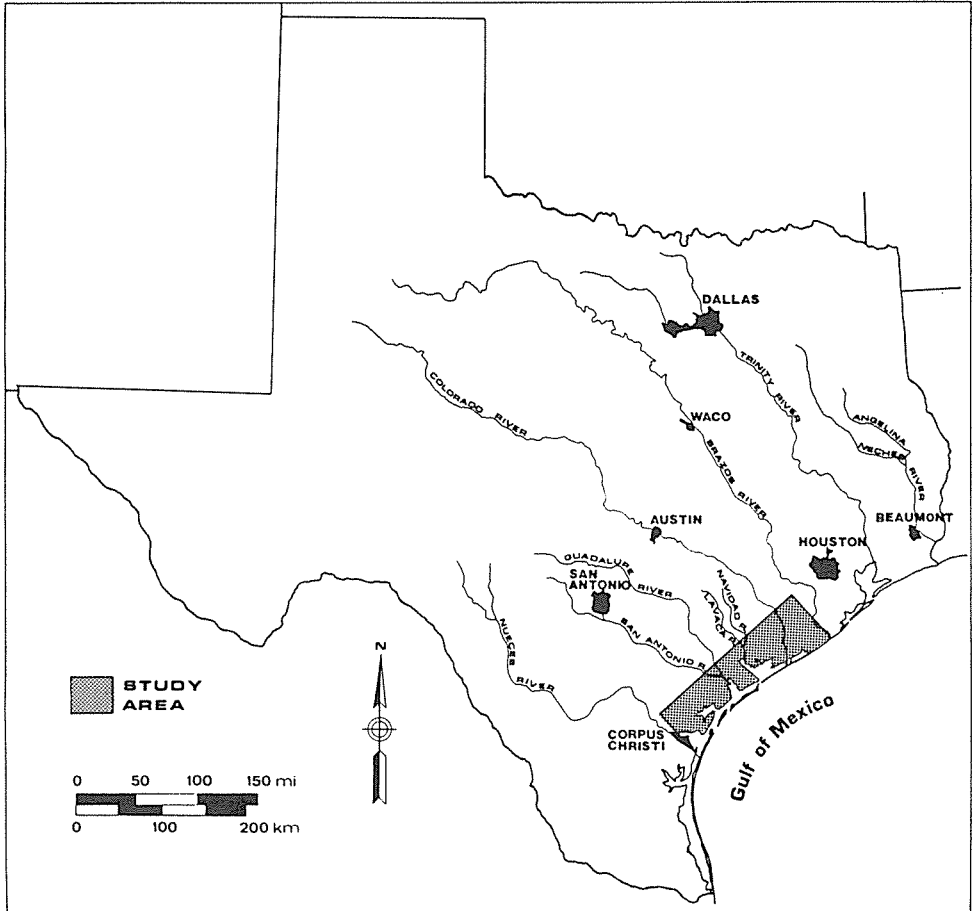 DALLAS
TRINITY RIVER
COLORADO RIVER
WACO
BRAZOS RIVER
ANGELINA
NECHES RIVER
BEAUMONT
AUSTIN
HOUSTON
GUADALUPE RIVER
SAN
ANTONIO
NAVIDAD R.
LAVACA R.
SAN ANTONIO R.
NUECES RIVER
N
STUDY
AREA
CORPUS
CHRISTI
Gulf of Mexico
0 50 100 150 mi
0 100 200 km